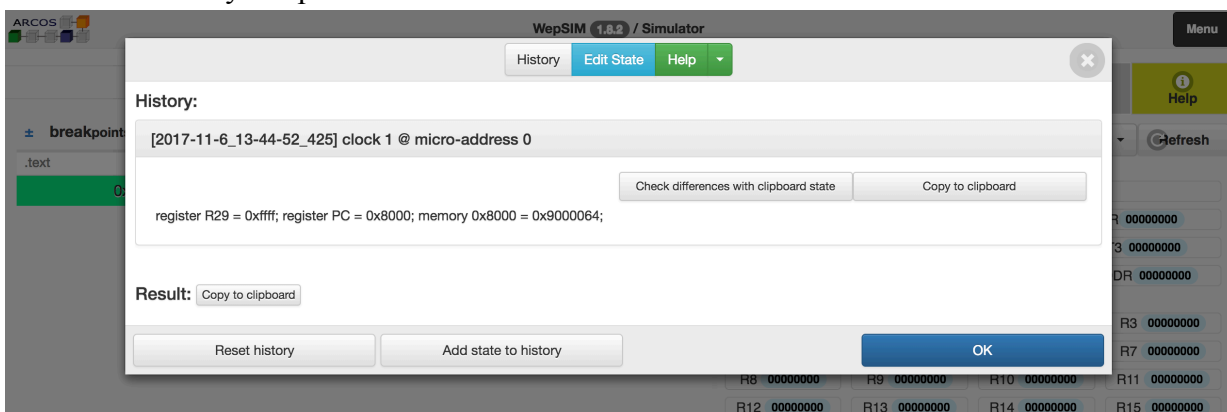 ARCOS
WepSIM 1.8.2 / Simulator
Menu
History Edit State Help
Help
History:
± breakpoint
[2017-11-6_13-44-52_425] clock 1 @ micro-address 0
Refresh
.text
Check differences with clipboard state Copy to clipboard
0
register R29 = 0xffff; register PC = 0x8000; memory 0x8000 = 0x9000064;
R 00000000
3 00000000
DR 00000000
Result: Copy to clipboard
R3 00000000
Reset history Add state to history OK
R7 00000000
R8 00000000 R9 00000000 R10 00000000 R11 00000000
R12 00000000 R13 00000000 R14 00000000 R15 00000000